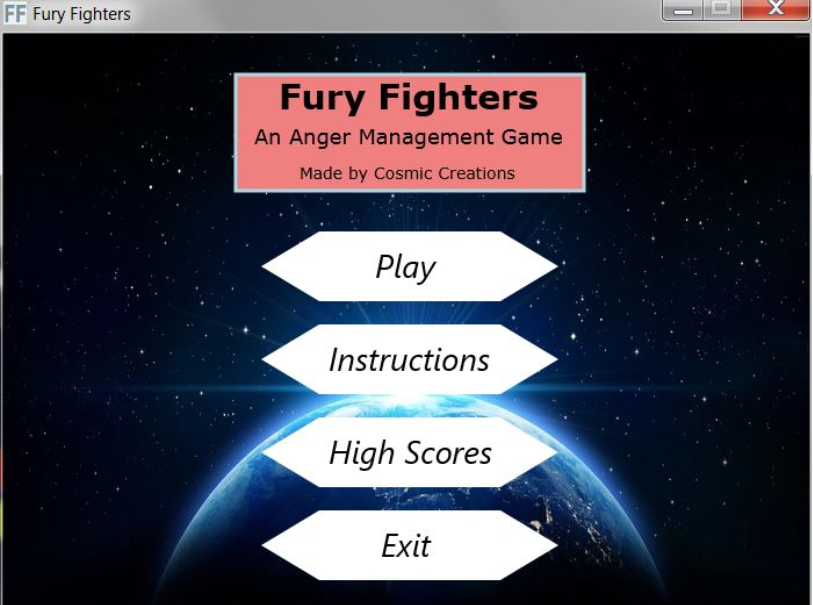 FF Fury Fighters
Fury Fighters
An Anger Management Game
Made by Cosmic Creations
Play
Instructions
High Scores
Exit